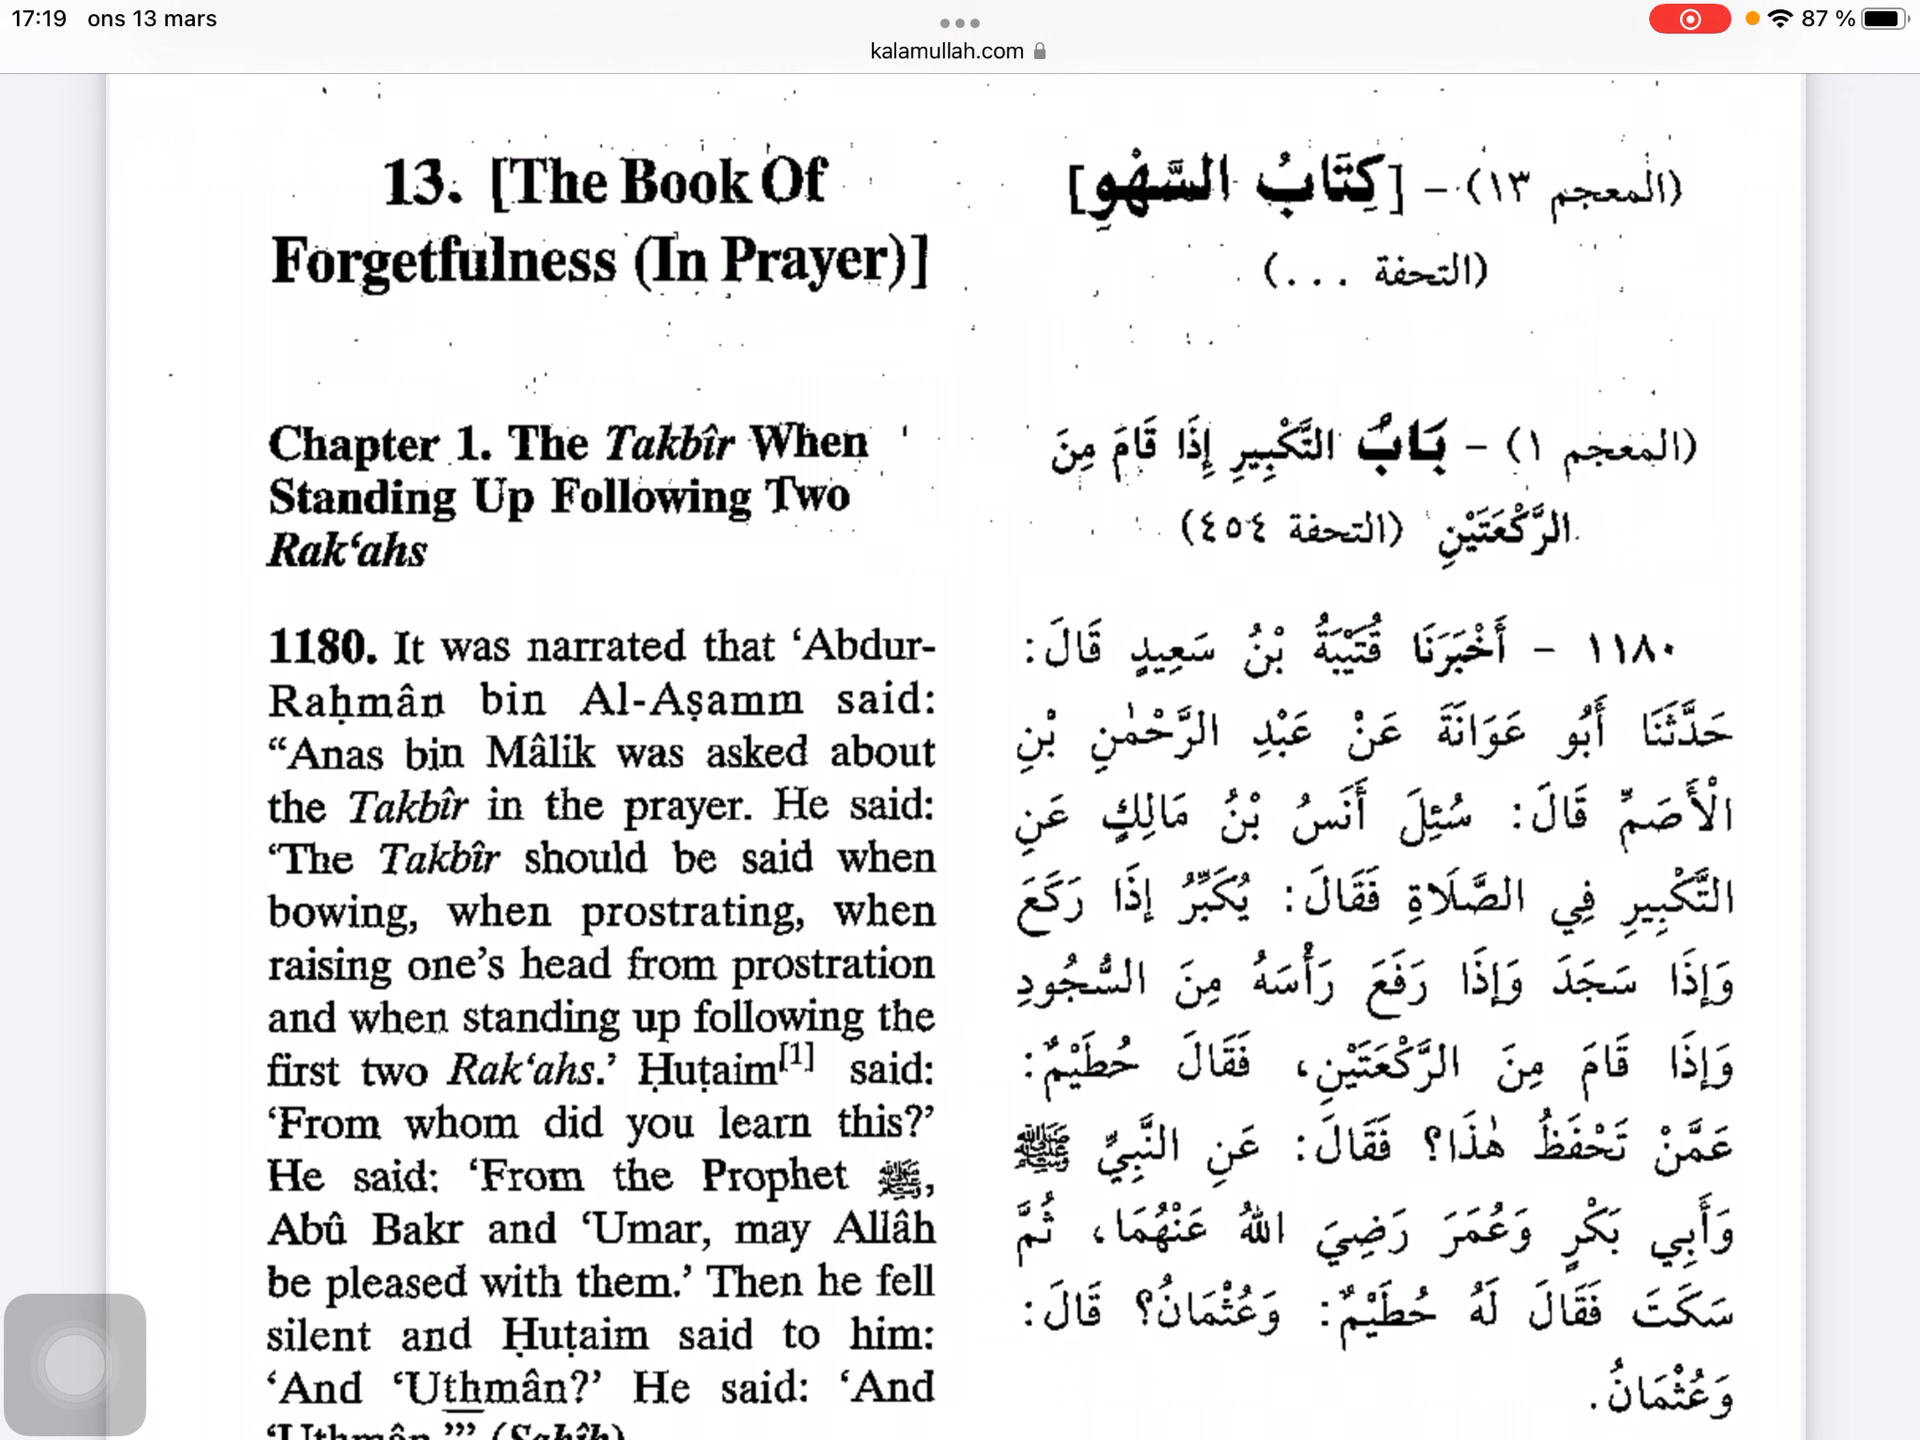 17:19 ons 13 mars
87 %
kalamullah.com
13. [The Book Of
Forgetfulness (In Prayer)]
(المعجم ١٣) - [كِتَابُ السَّهْوِ]
(التحفة ...)
Chapter 1. The Takbîr When
Standing Up Following Two
Rak‘ahs
(المعجم ١) - بَابُ التَّكْبِيرِ إِذَا قَامَ مِنَ
الرَّكْعَتَيْنِ (التحفة ٤٥٤)
1180. It was narrated that ‘Abdur-
Raḥmân bin Al-Aṣamm said:
“Anas bin Mâlik was asked about
the Takbîr in the prayer. He said:
‘The Takbîr should be said when
bowing, when prostrating, when
raising one’s head from prostration
and when standing up following the
first two Rak‘ahs.’ Ḥuṭaim[1] said:
‘From whom did you learn this?’
He said: ‘From the Prophet ﷺ,
Abû Bakr and ‘Umar, may Allâh
be pleased with them.’ Then he fell
silent and Ḥuṭaim said to him:
‘And ‘Uthmân?’ He said: ‘And
‘Uthmân.’” (Sahîh)
١١٨٠ - أَخْبَرَنَا قُتَيْبَةُ بْنُ سَعِيدٍ قَالَ:
حَدَّثَنَا أَبُو عَوَانَةَ عَنْ عَبْدِ الرَّحْمٰنِ بْنِ
الْأَصَمِّ قَالَ: سُئِلَ أَنَسُ بْنُ مَالِكٍ عَنِ
التَّكْبِيرِ فِي الصَّلَاةِ فَقَالَ: يُكَبِّرُ إِذَا رَكَعَ
وَإِذَا سَجَدَ وَإِذَا رَفَعَ رَأْسَهُ مِنَ السُّجُودِ
وَإِذَا قَامَ مِنَ الرَّكْعَتَيْنِ، فَقَالَ حُطَيْمٌ:
عَمَّنْ تَحْفَظُ هٰذَا؟ فَقَالَ: عَنِ النَّبِيِّ ﷺ
وَأَبِي بَكْرٍ وَعُمَرَ رَضِيَ اللهُ عَنْهُمَا، ثُمَّ
سَكَتَ فَقَالَ لَهُ حُطَيْمٌ: وَعُثْمَانُ؟ قَالَ:
وَعُثْمَانُ.